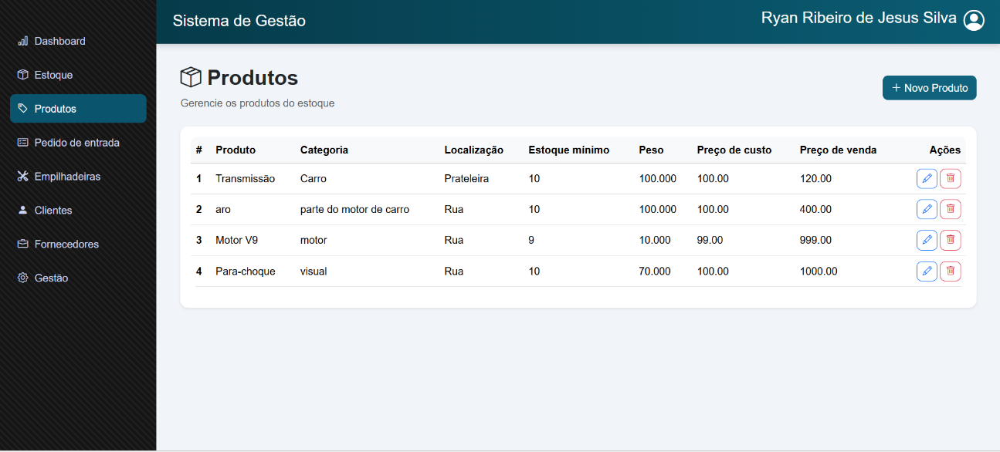 Sistema de Gestão
Ryan Ribeiro de Jesus Silva
Dashboard
Estoque
Produtos
Pedido de entrada
Empilhadeiras
Clientes
Fornecedores
Gestão
Produtos
Gerencie os produtos do estoque
+ Novo Produto
# Produto Categoria Localização Estoque mínimo Peso Preço de custo Preço de venda Ações
1 Transmissão Carro Prateleira 10 100.000 100.00 120.00
2 aro parte do motor de carro Rua 10 100.000 100.00 400.00
3 Motor V9 motor Rua 9 10.000 99.00 999.00
4 Para-choque visual Rua 10 70.000 100.00 1000.00